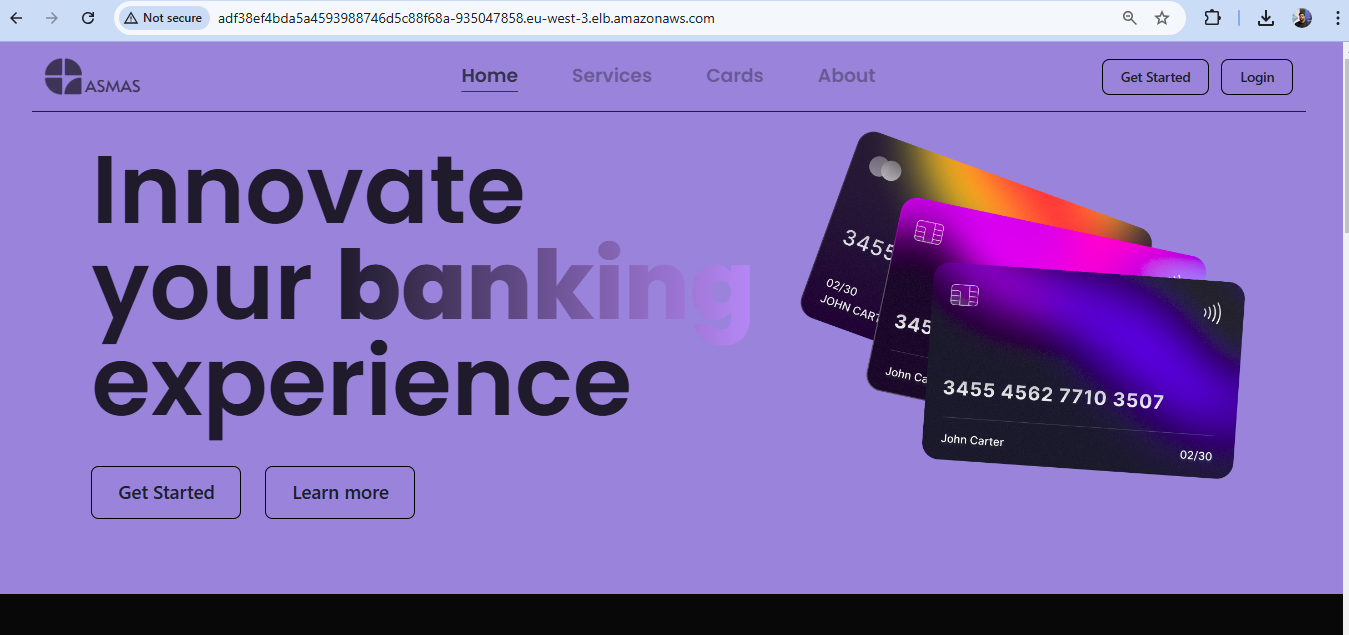 Not secure
adf38ef4bda5a4593988746d5c88f68a-935047858.eu-west-3.elb.amazonaws.com
ASMAS
Home
Services
Cards
About
Get Started
Login
Innovate
your banking
experience
Get Started
Learn more
3455
02/30
JOHN CART
345
John Ca
3455 4562 7710 3507
John Carter
02/30